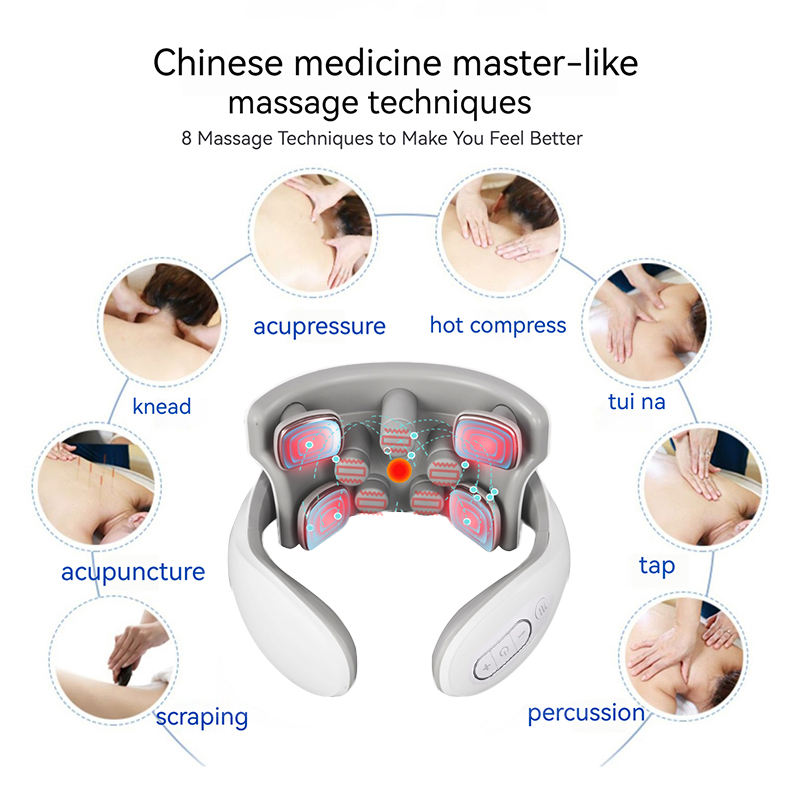 Chinese medicine master-like
massage techniques
8 Massage Techniques to Make You Feel Better
acupressure
hot compress
knead
tui na
acupuncture
tap
scraping
percussion